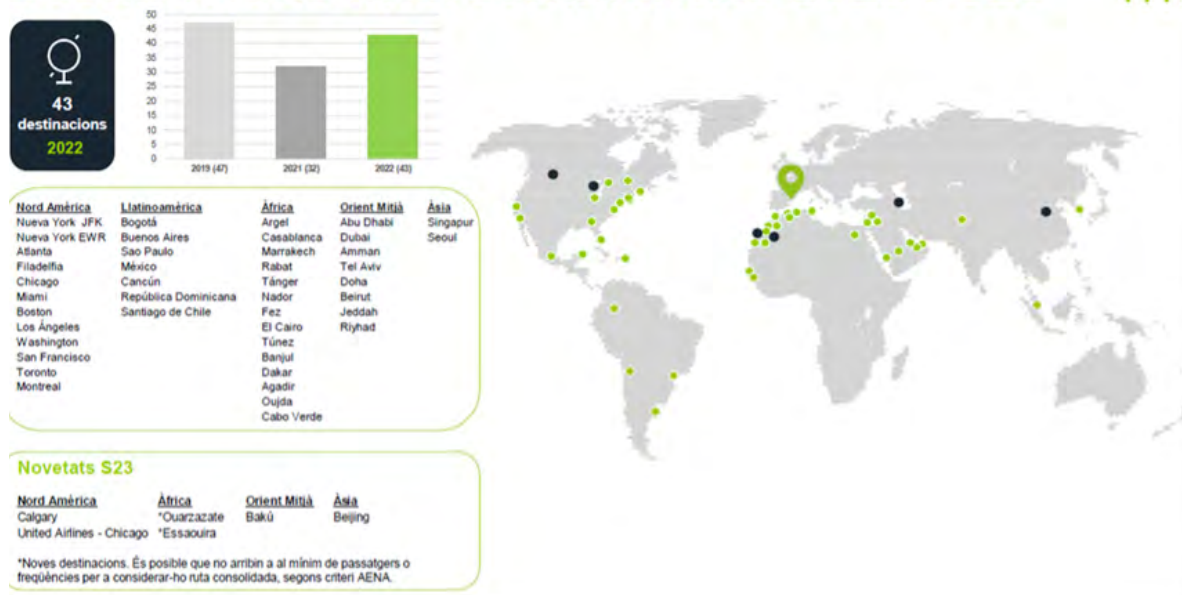 43
destinacions
2022
50
45
40
35
30
25
20
15
10
5
0
2019 (47) 2021 (32) 2022 (43)
Nord Amèrica Llatinoamèrica Àfrica Orient Mitjà Àsia
Nueva York JFK Bogotá Argel Abu Dhabi Singapur
Nueva York EWR Buenos Aires Casablanca Dubai Seoul
Atlanta Sao Paulo Marrakech Amman
Filadelfia México Rabat Tel Aviv
Chicago Cancún Tánger Doha
Miami República Dominicana Nador Beirut
Boston Santiago de Chile Fez Jeddah
Los Ángeles El Cairo Riyhad
Washington Túnez
San Francisco Banjul
Toronto Dakar
Montreal Agadir
Oujda
Cabo Verde
Novetats S23
Nord Amèrica Àfrica Orient Mitjà Àsia
Calgary *Ouarzazate Bakú Beijing
United Airlines - Chicago *Essaouira
*Noves destinacions. És posible que no arribin a al mínim de passatgers o
freqüències per a considerar-ho ruta consolidada, segons criteri AENA.